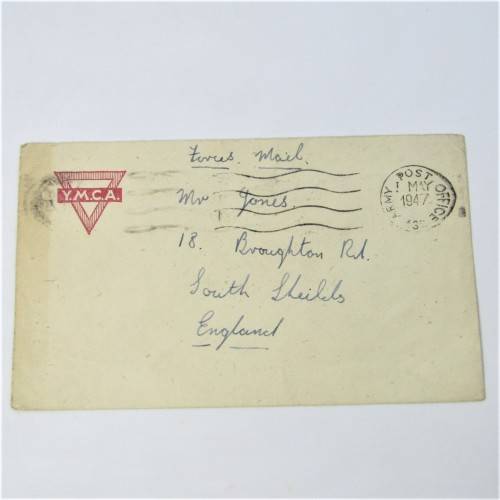 Forces Mail
Y.M.C.A.
Mr Jones.
18. Broughton Rd.
South Sheilds
England
ARMY POST OFFICE
1 MAY
1947